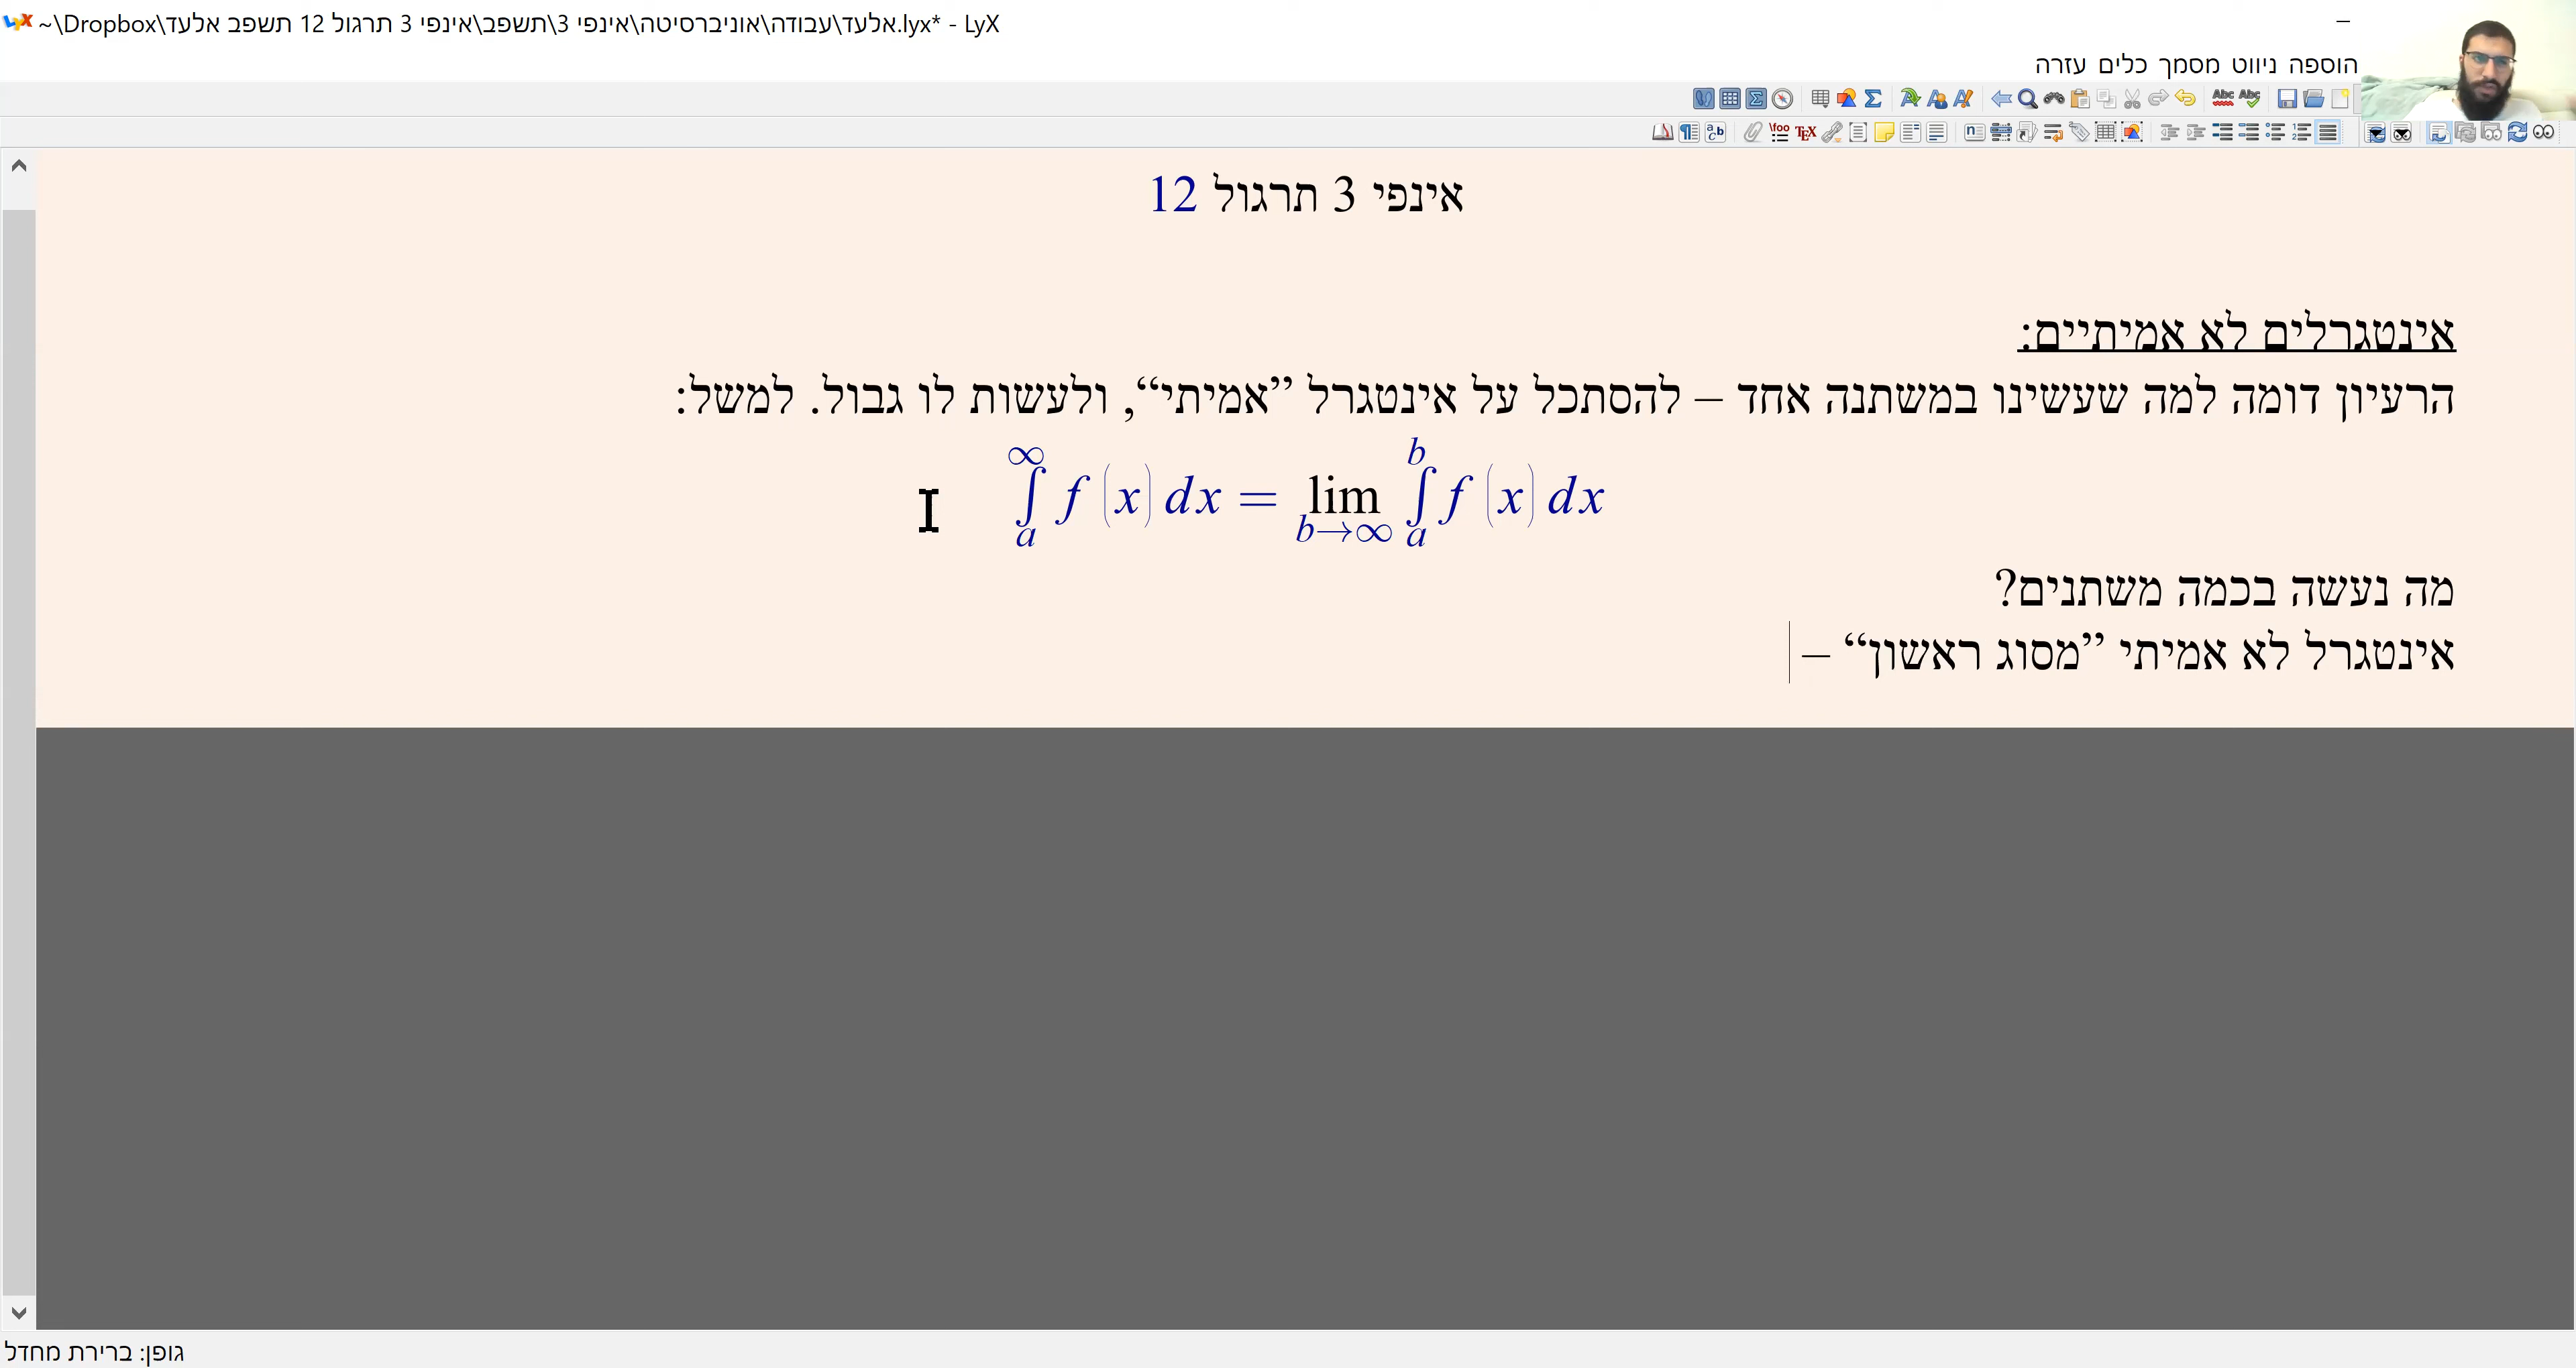 ~\Dropbox\אלעד\עבודה\אוניברסיטה\אינפי 3\תשפב\אינפי 3 תרגול 12 תשפב אלעד.lyx* - LyX
הוספה ניווט מסמך כלים עזרה
אינפי 3 תרגול 12
אינטגרלים לא אמיתיים:
הרעיון דומה למה שעשינו במשתנה אחד – להסתכל על אינטגרל ”אמיתי“, ולעשות לו גבול. למשל:
∫_a^∞ f(x) dx = lim_{b→∞} ∫_a^b f(x) dx
מה נעשה בכמה משתנים?
אינטגרל לא אמיתי ”מסוג ראשון“ –
גופן: ברירת מחדל